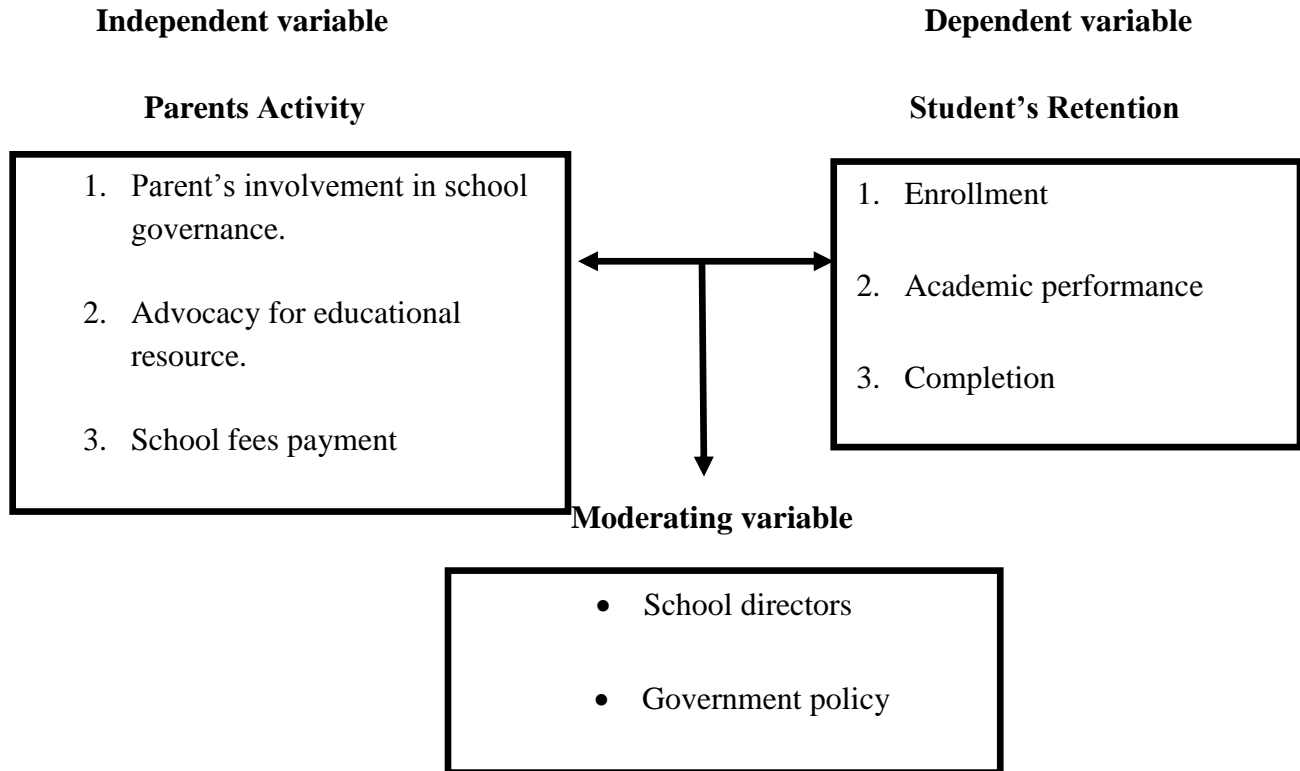 Independent variable
Dependent variable
Parents Activity
Student’s Retention
1. Parent’s involvement in school
governance.
2. Advocacy for educational
resource.
3. School fees payment
1. Enrollment
2. Academic performance
3. Completion
Moderating variable
• School directors
• Government policy